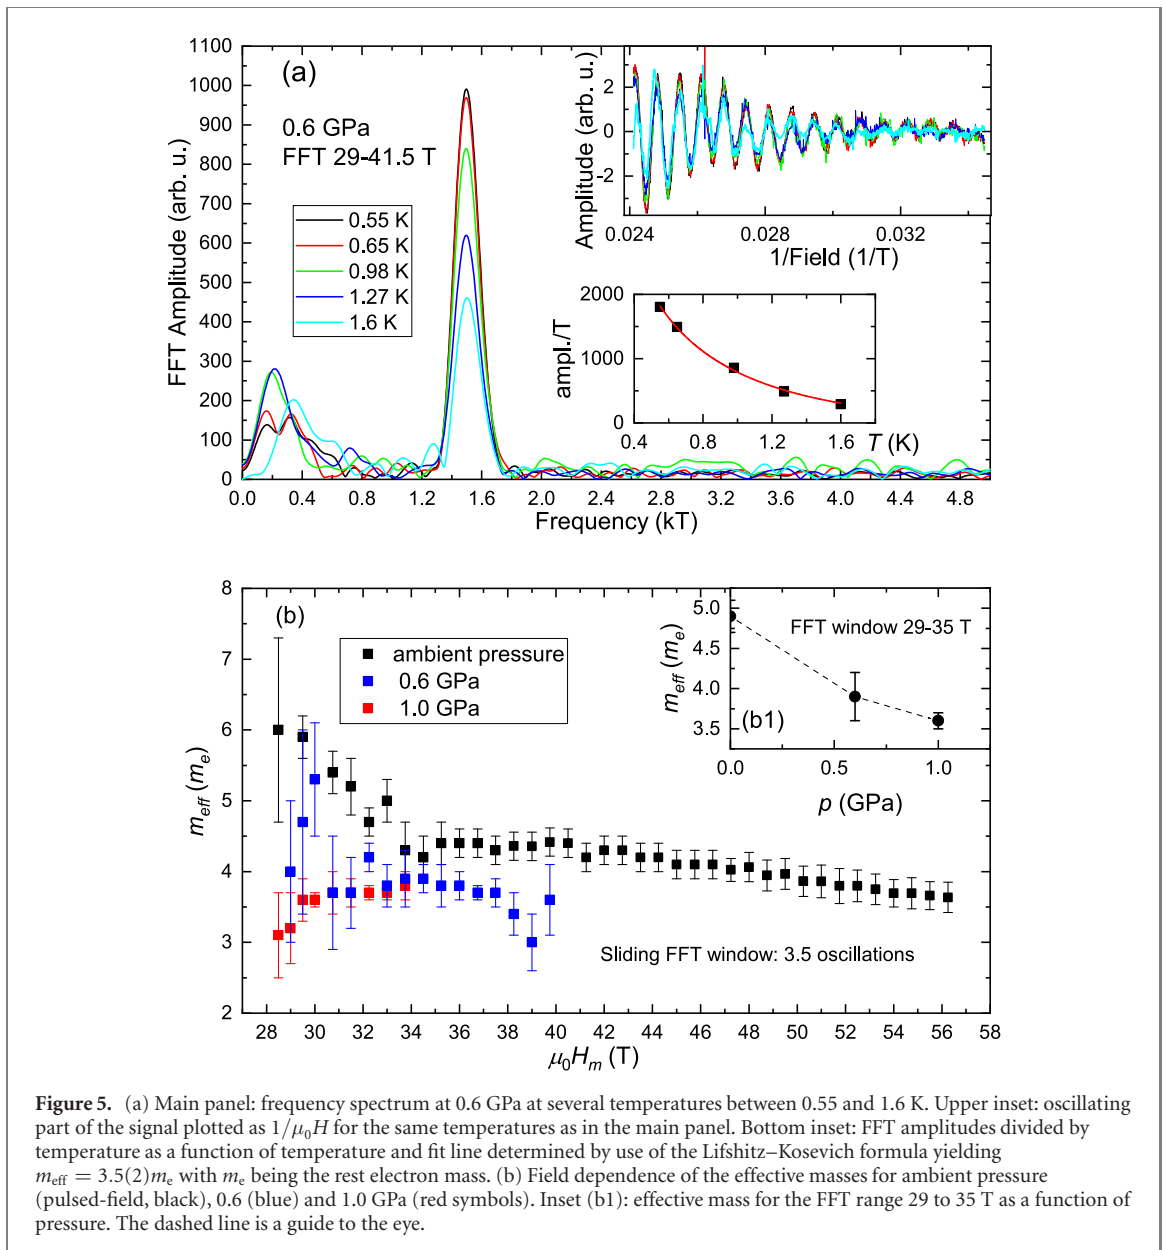 1100
1000
900
800
700
600
500
400
300
200
100
0
FFT Amplitude (arb. u.)
(a)
0.6 GPa
FFT 29-41.5 T
0.55 K
0.65 K
0.98 K
1.27 K
1.6 K
0.0 0.4 0.8 1.2 1.6 2.0 2.4 2.8 3.2 3.6 4.0 4.4 4.8
Frequency (kT)
Amplitude (arb. u.)
2
0
-2
0.024 0.028 0.032
1/Field (1/T)
ampl./T
2000
1000
0
0.4 0.8 1.2 1.6 T (K)
8
7
6
5
4
3
2
m_eff (m_e)
(b)
ambient pressure
0.6 GPa
1.0 GPa
Sliding FFT window: 3.5 oscillations
28 30 32 34 36 38 40 42 44 46 48 50 52 54 56 58
μ₀H_m (T)
m_eff (m_e)
5.0
4.5
4.0
3.5
FFT window 29-35 T
(b1)
0.0 0.5 1.0
p (GPa)
Figure 5. (a) Main panel: frequency spectrum at 0.6 GPa at several temperatures between 0.55 and 1.6 K. Upper inset: oscillating
part of the signal plotted as 1/μ₀H for the same temperatures as in the main panel. Bottom inset: FFT amplitudes divided by
temperature as a function of temperature and fit line determined by use of the Lifshitz–Kosevich formula yielding
m_eff = 3.5(2)m_e with m_e being the rest electron mass. (b) Field dependence of the effective masses for ambient pressure
(pulsed-field, black), 0.6 (blue) and 1.0 GPa (red symbols). Inset (b1): effective mass for the FFT range 29 to 35 T as a function of
pressure. The dashed line is a guide to the eye.